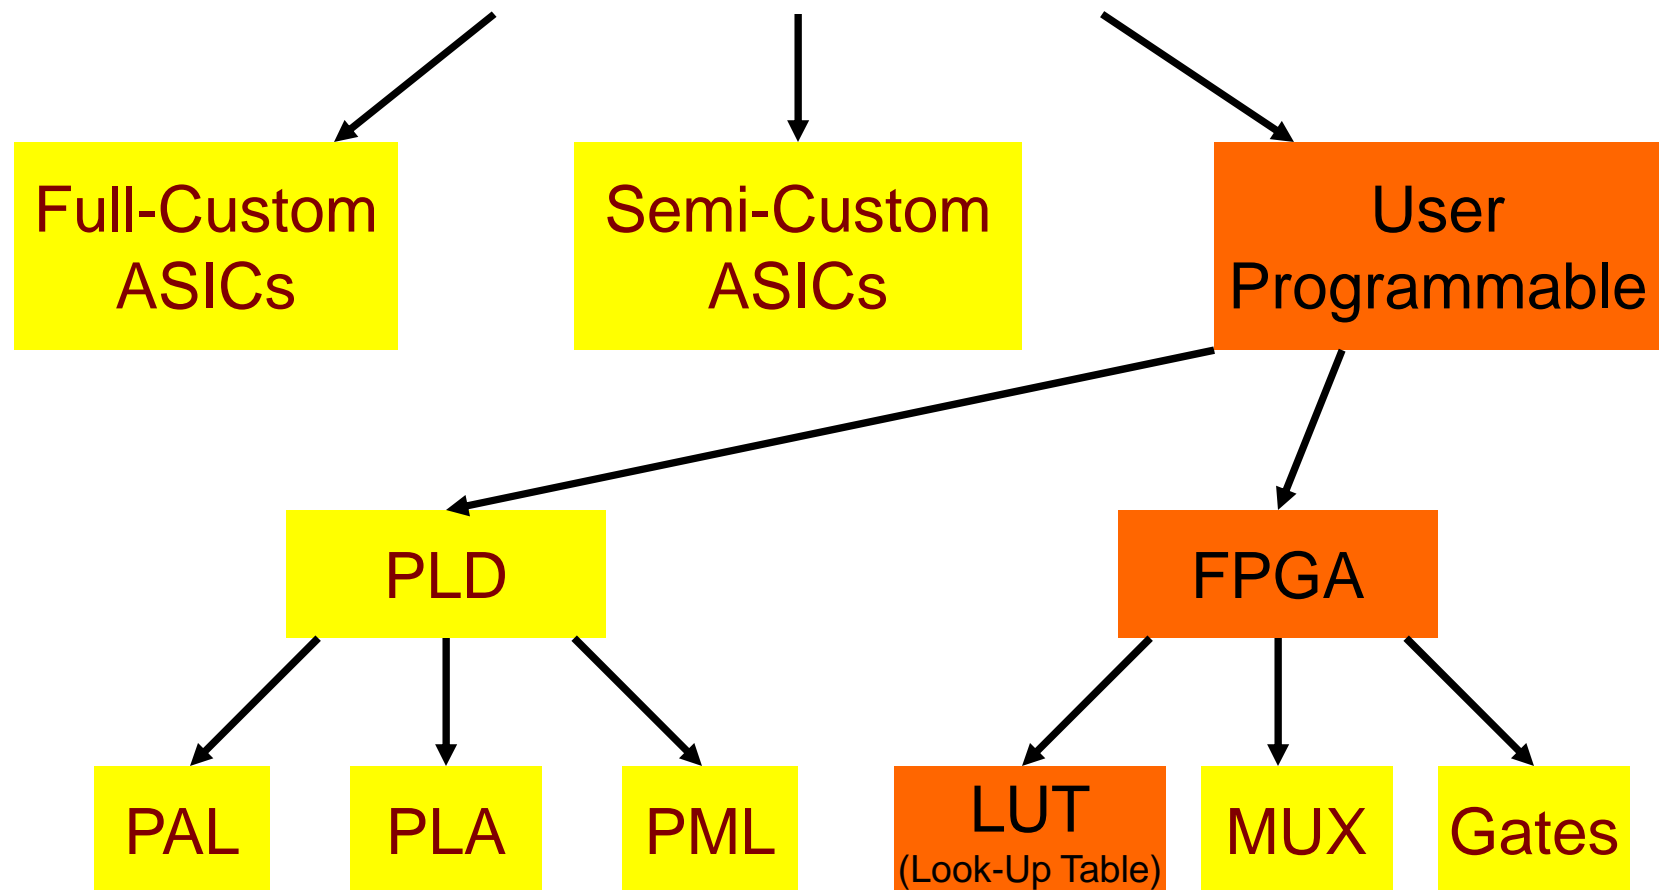 Full-Custom
ASICs
Semi-Custom
ASICs
User
Programmable
PLD
FPGA
PAL
PLA
PML
LUT
(Look-Up Table)
MUX
Gates